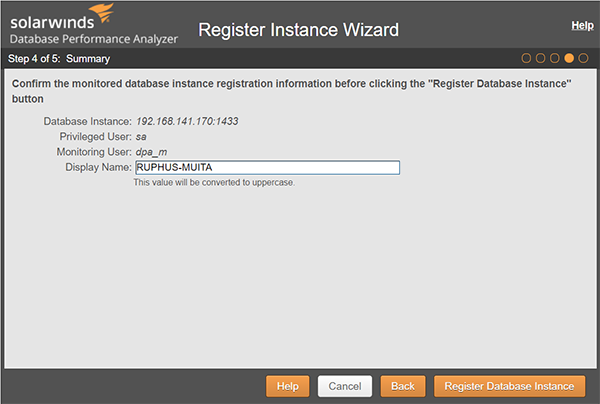 solarwinds
Database Performance Analyzer
Register Instance Wizard
Help
Step 4 of 5: Summary
Confirm the monitored database instance registration information before clicking the "Register Database Instance"
button
Database Instance: 192.168.141.170:1433
Privileged User: sa
Monitoring User: dpa_m
Display Name: RUPHUS-MUITA
This value will be converted to uppercase.
Help Cancel Back Register Database Instance